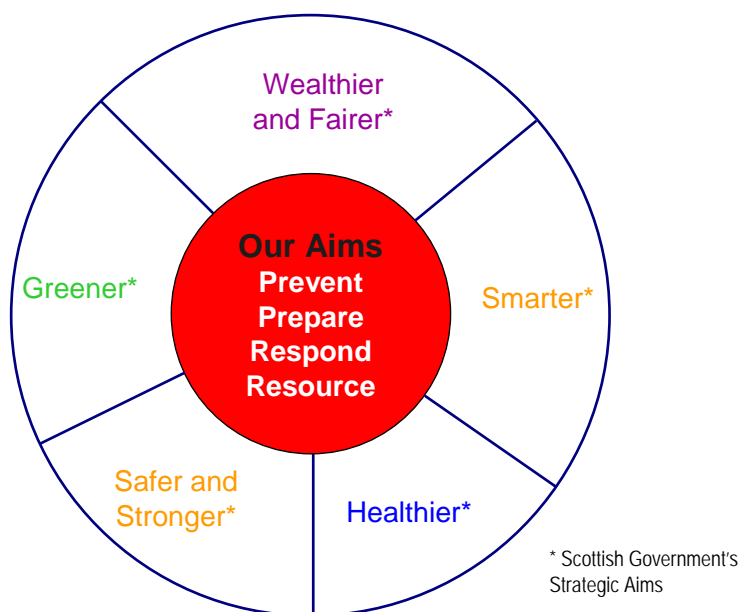 Wealthier
and Fairer*
Our Aims
Prevent
Prepare
Respond
Resource
Greener*
Smarter*
Safer and
Stronger*
Healthier*
* Scottish Government's
Strategic Aims